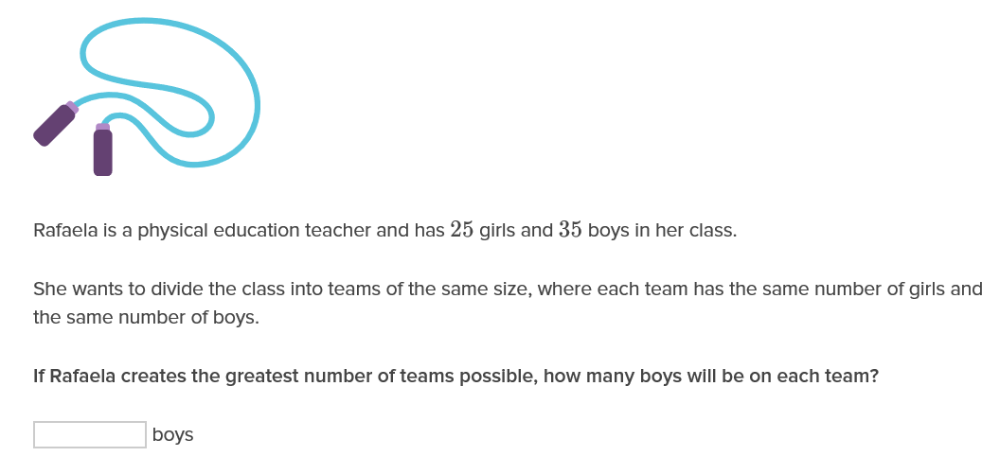 Rafaela is a physical education teacher and has 25 girls and 35 boys in her class.
She wants to divide the class into teams of the same size, where each team has the same number of girls and
the same number of boys.
If Rafaela creates the greatest number of teams possible, how many boys will be on each team?
boys